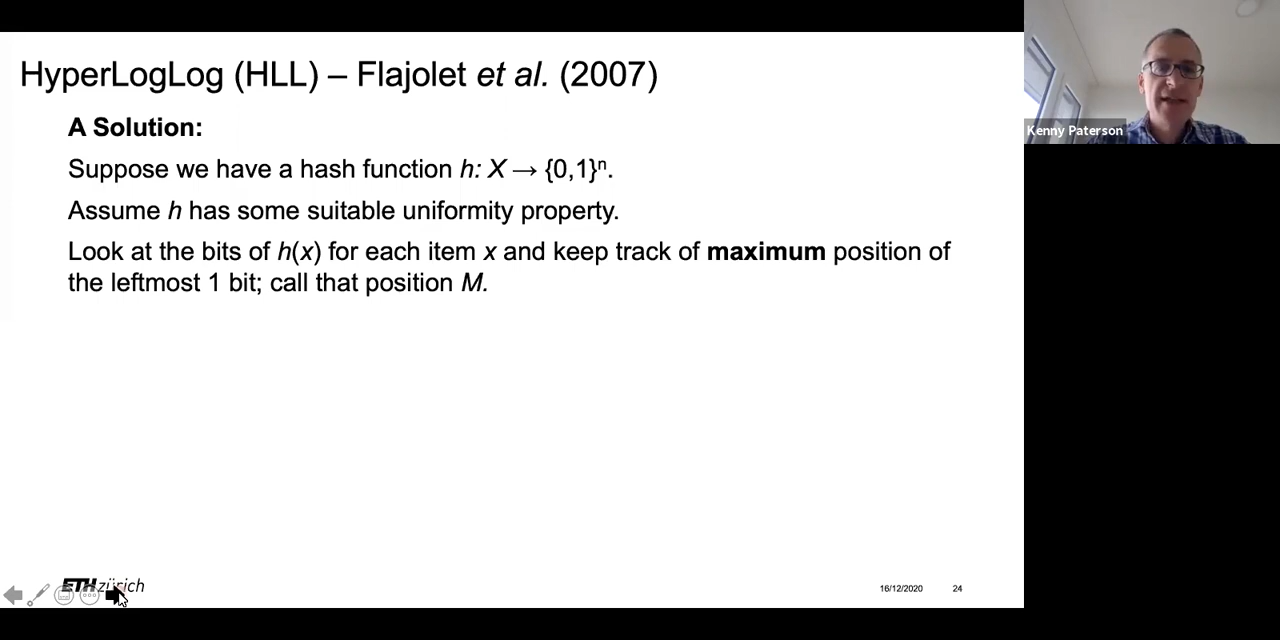 HyperLogLog (HLL) – Flajolet et al. (2007)
A Solution:
Suppose we have a hash function h: X → {0,1}ⁿ.
Assume h has some suitable uniformity property.
Look at the bits of h(x) for each item x and keep track of maximum position of
the leftmost 1 bit; call that position M.
Kenny Paterson
ETH zürich
16/12/2020
24